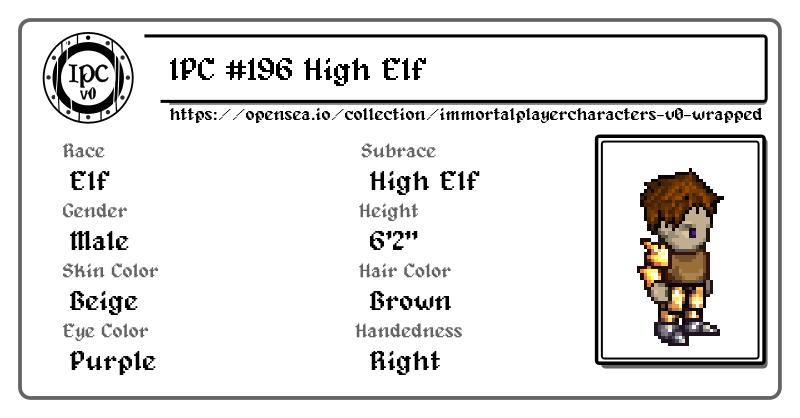 IPC
v0
IPC #196 High Elf
https://opensea.io/collection/immortalplayercharacters-v0-wrapped
Race
Subrace
Elf
High Elf
Gender
Height
Male
6'2"
Skin Color
Hair Color
Beige
Brown
Eye Color
Handedness
Purple
Right